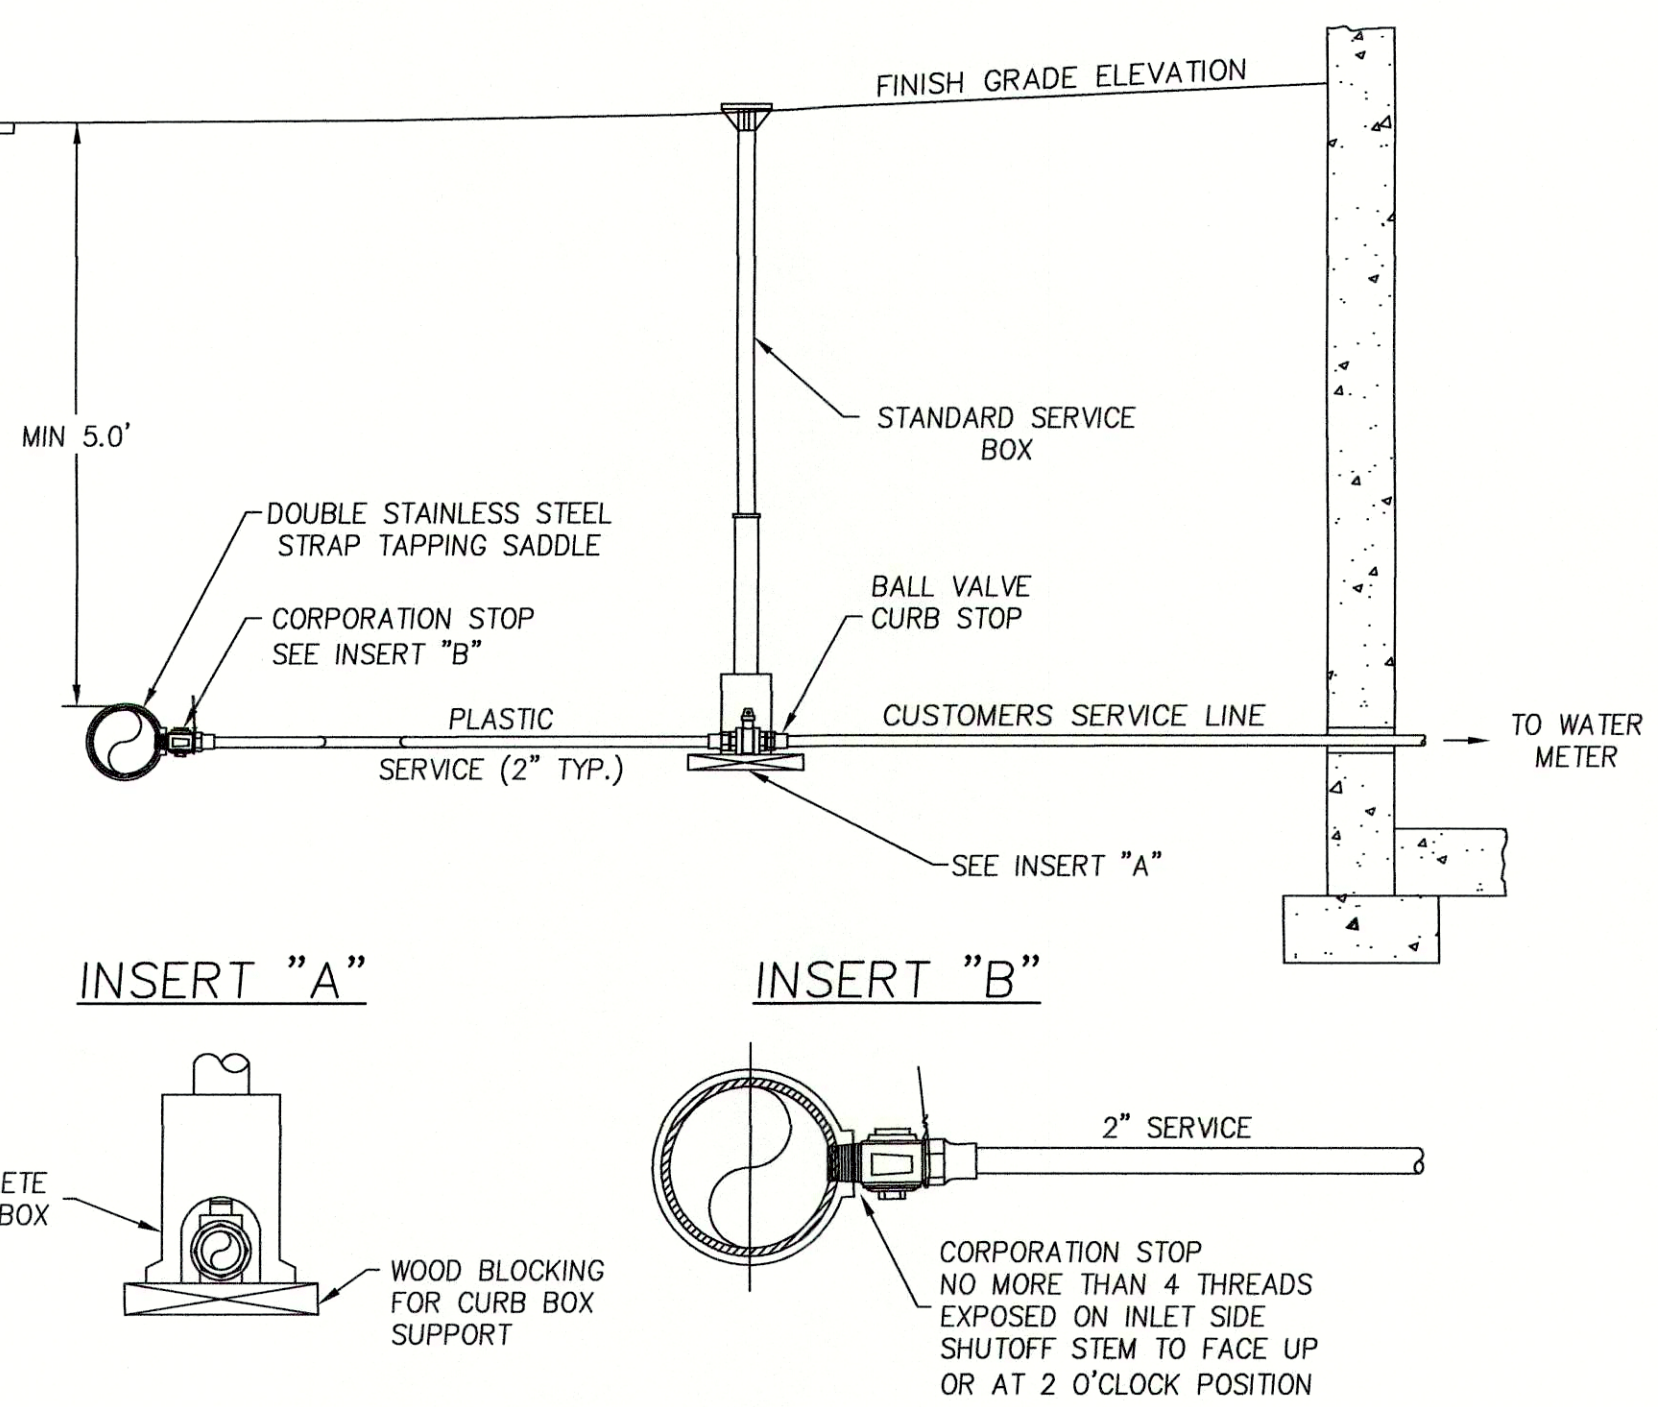 FINISH GRADE ELEVATION
MIN 5.0'
STANDARD SERVICE
BOX
DOUBLE STAINLESS STEEL
STRAP TAPPING SADDLE
CORPORATION STOP
SEE INSERT "B"
BALL VALVE
CURB STOP
PLASTIC
SERVICE (2" TYP.)
CUSTOMERS SERVICE LINE
TO WATER
METER
SEE INSERT "A"
INSERT "A"
ETE
BOX
WOOD BLOCKING
FOR CURB BOX
SUPPORT
INSERT "B"
2" SERVICE
CORPORATION STOP
NO MORE THAN 4 THREADS
EXPOSED ON INLET SIDE
SHUTOFF STEM TO FACE UP
OR AT 2 O'CLOCK POSITION